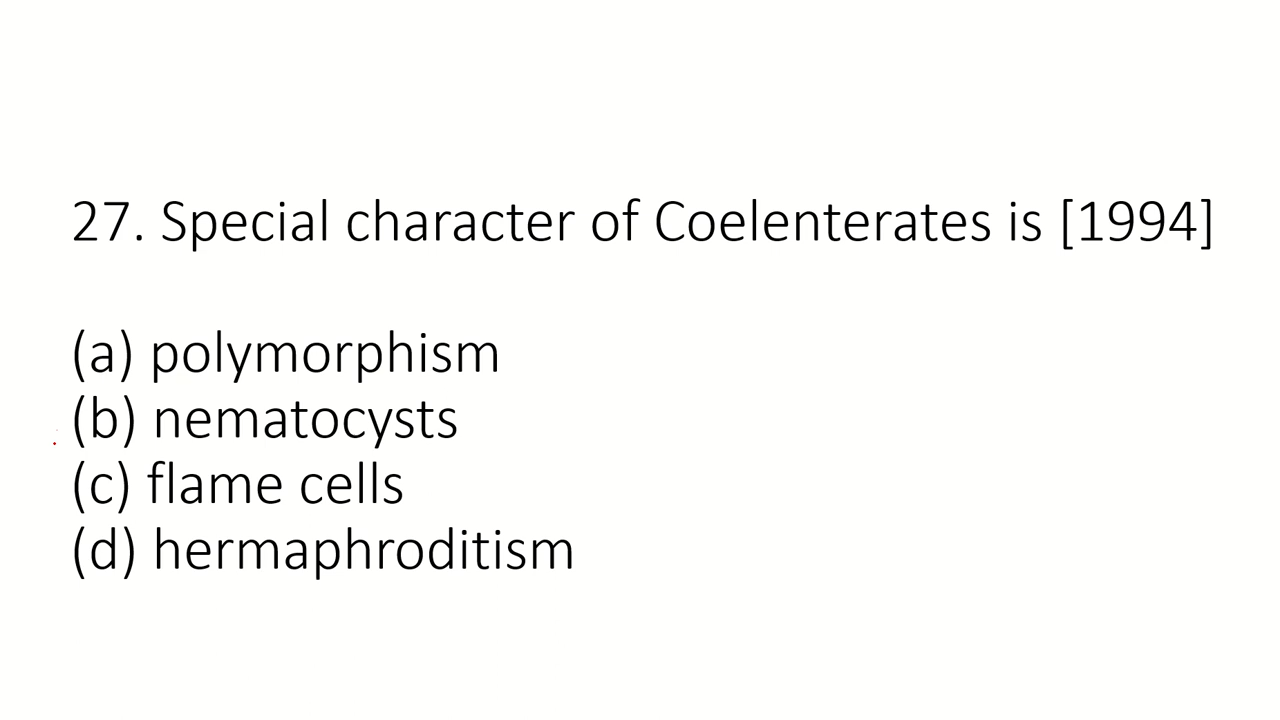 27. Special character of Coelenterates is [1994]
(a) polymorphism
(b) nematocysts
(c) flame cells
(d) hermaphroditism